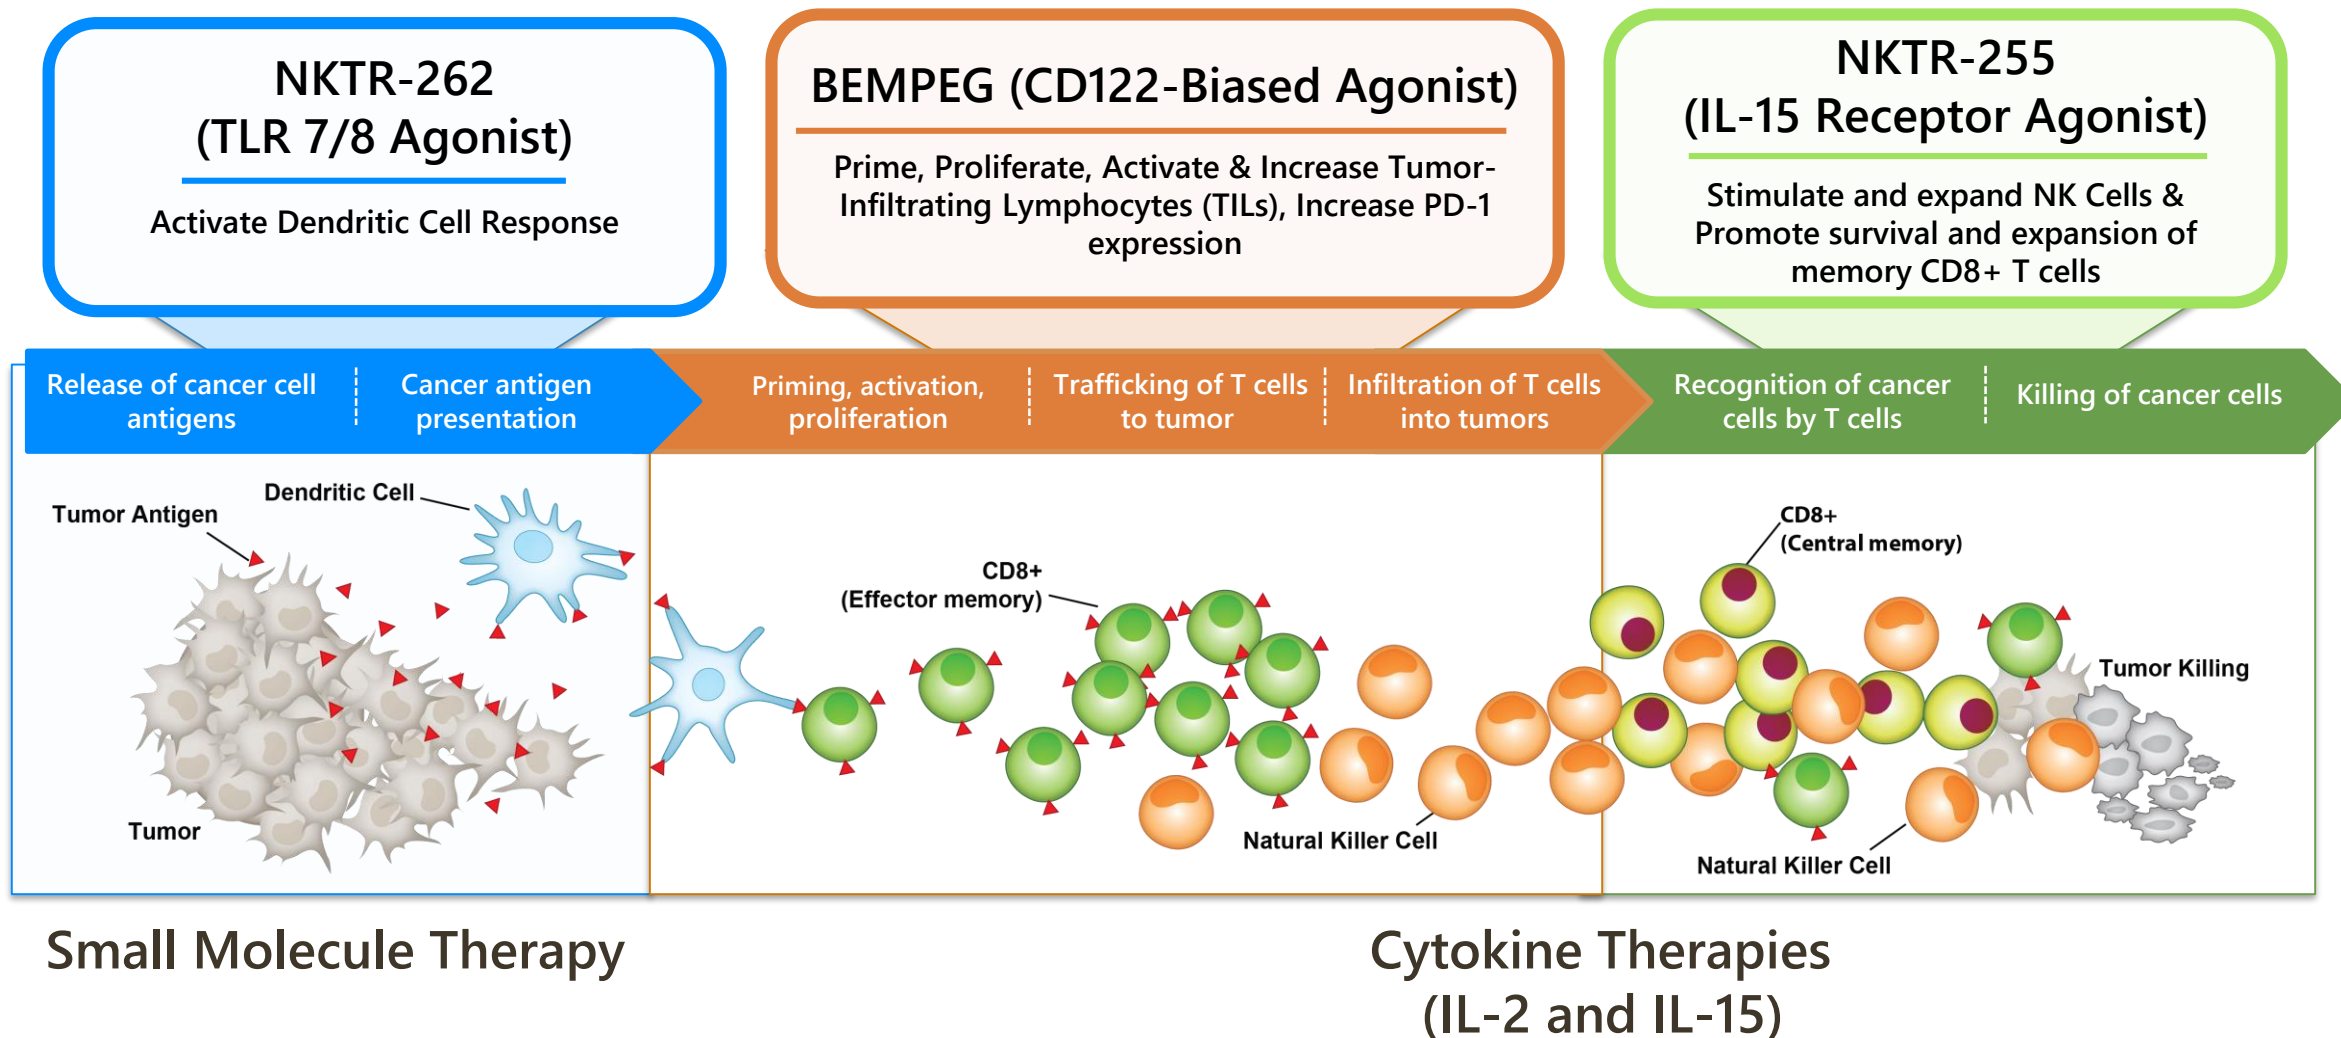 NKTR-262
(TLR 7/8 Agonist)
Activate Dendritic Cell Response
BEMPEG (CD122-Biased Agonist)
Prime, Proliferate, Activate & Increase Tumor-
Infiltrating Lymphocytes (TILs), Increase PD-1
expression
NKTR-255
(IL-15 Receptor Agonist)
Stimulate and expand NK Cells &
Promote survival and expansion of
memory CD8+ T cells
Release of cancer cell
antigens
Cancer antigen
presentation
Priming, activation,
proliferation
Trafficking of T cells
to tumor
Infiltration of T cells
into tumors
Recognition of cancer
cells by T cells
Killing of cancer cells
Tumor Antigen
Dendritic Cell
Tumor
CD8+
(Effector memory)
Natural Killer Cell
CD8+
(Central memory)
Tumor Killing
Natural Killer Cell
Small Molecule Therapy
Cytokine Therapies
(IL-2 and IL-15)